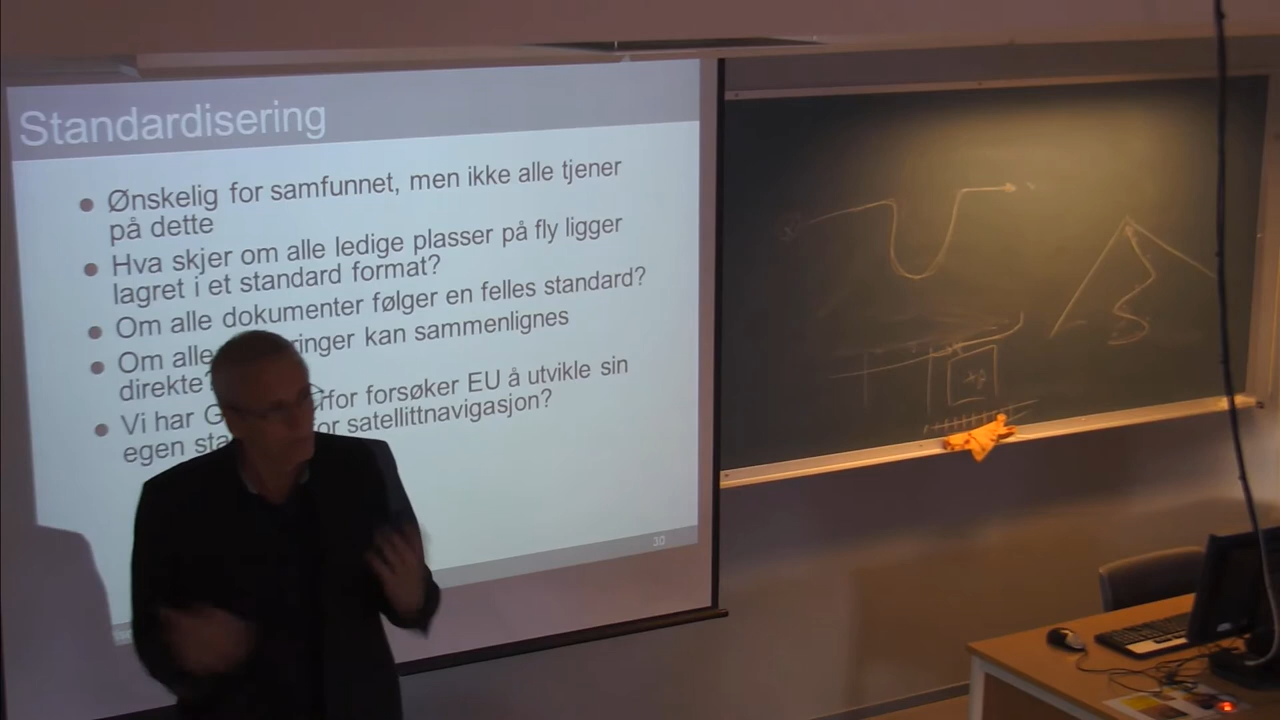 Standardisering
Ønskelig for samfunnet, men ikke alle tjener
på dette
Hva skjer om alle ledige plasser på fly ligger
lagret i et standard format?
Om alle dokumenter følger en felles standard?
Om alle ringer kan sammenlignes
direkte?
Vi har G for forsøker EU å utvikle sin
egen sta for satellittnavigasjon?
30